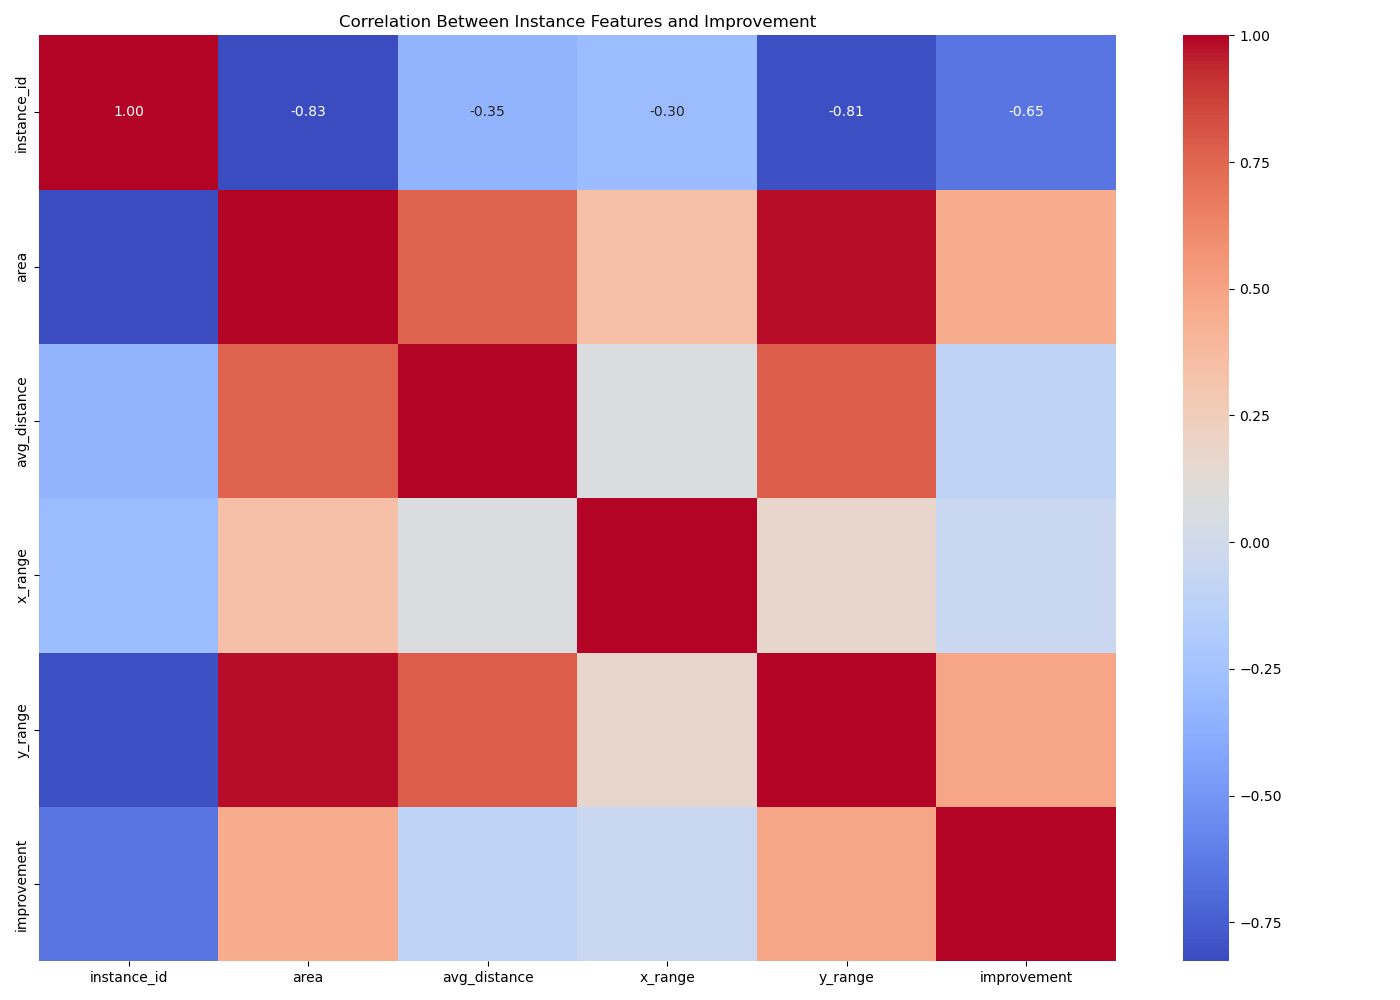 Correlation Between Instance Features and Improvement
instance_id
1.00 -0.83 -0.35 -0.30 -0.81 -0.65
area
avg_distance
x_range
y_range
improvement
instance_id area avg_distance x_range y_range improvement
1.00
0.75
0.50
0.25
0.00
−0.25
−0.50
−0.75